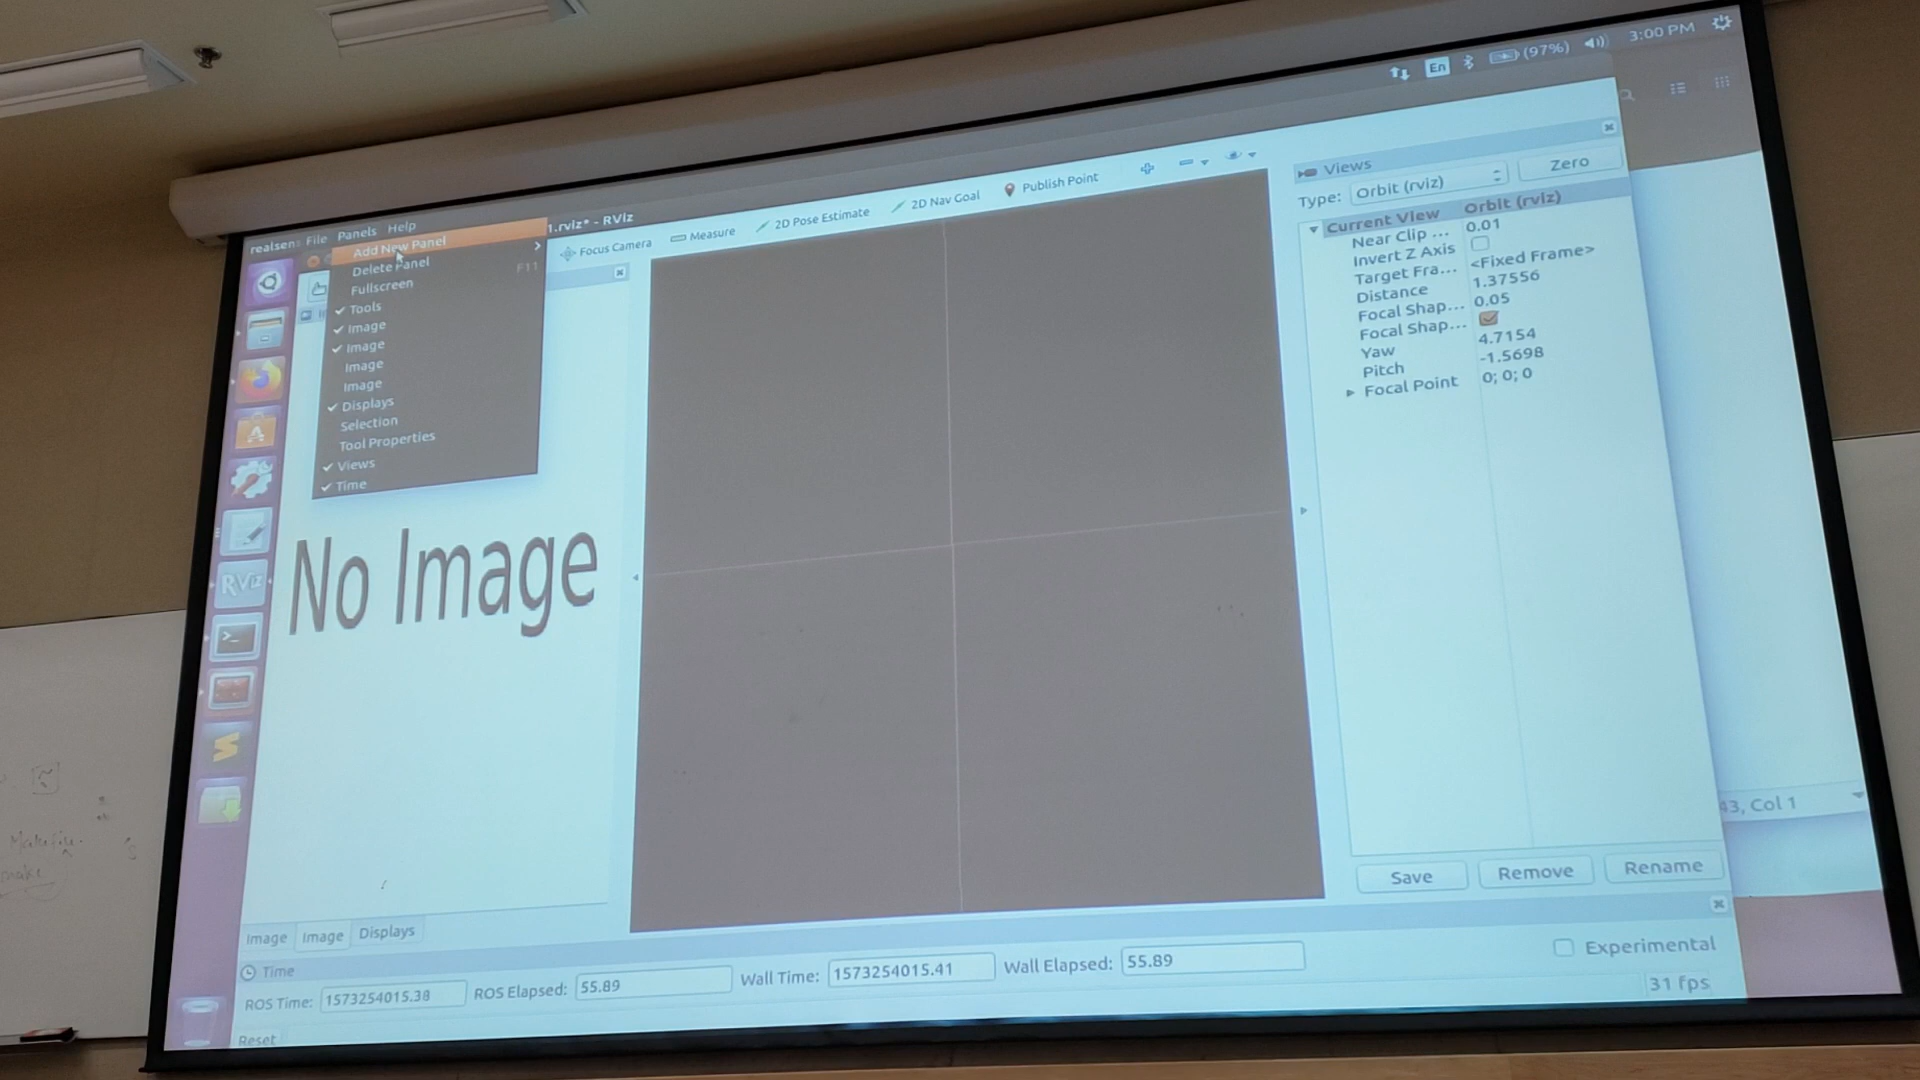 En (97%) 3:00 PM
realsen File Panels Help
1.rviz* - RViz
Focus Camera Measure 2D Pose Estimate 2D Nav Goal Publish Point
Add New Panel
Delete Panel
Fullscreen F11
Tools
Image
Image
Image
Image
Displays
Selection
Tool Properties
Views
Time
RViz
No Image
Image Image Displays
Views
Type: Orbit (rviz) Zero
Current View Orbit (rviz)
Near Clip ... 0.01
Invert Z Axis
Target Fra... <Fixed Frame>
Distance 1.37556
Focal Shap... 0.05
Focal Shap...
Yaw 4.7154
Pitch -1.5698
Focal Point 0; 0; 0
43, Col 1
Save Remove Rename
Time
ROS Time: 1573254015.38 ROS Elapsed: 55.89 Wall Time: 1573254015.41 Wall Elapsed: 55.89 Experimental
Reset 31 fps
make